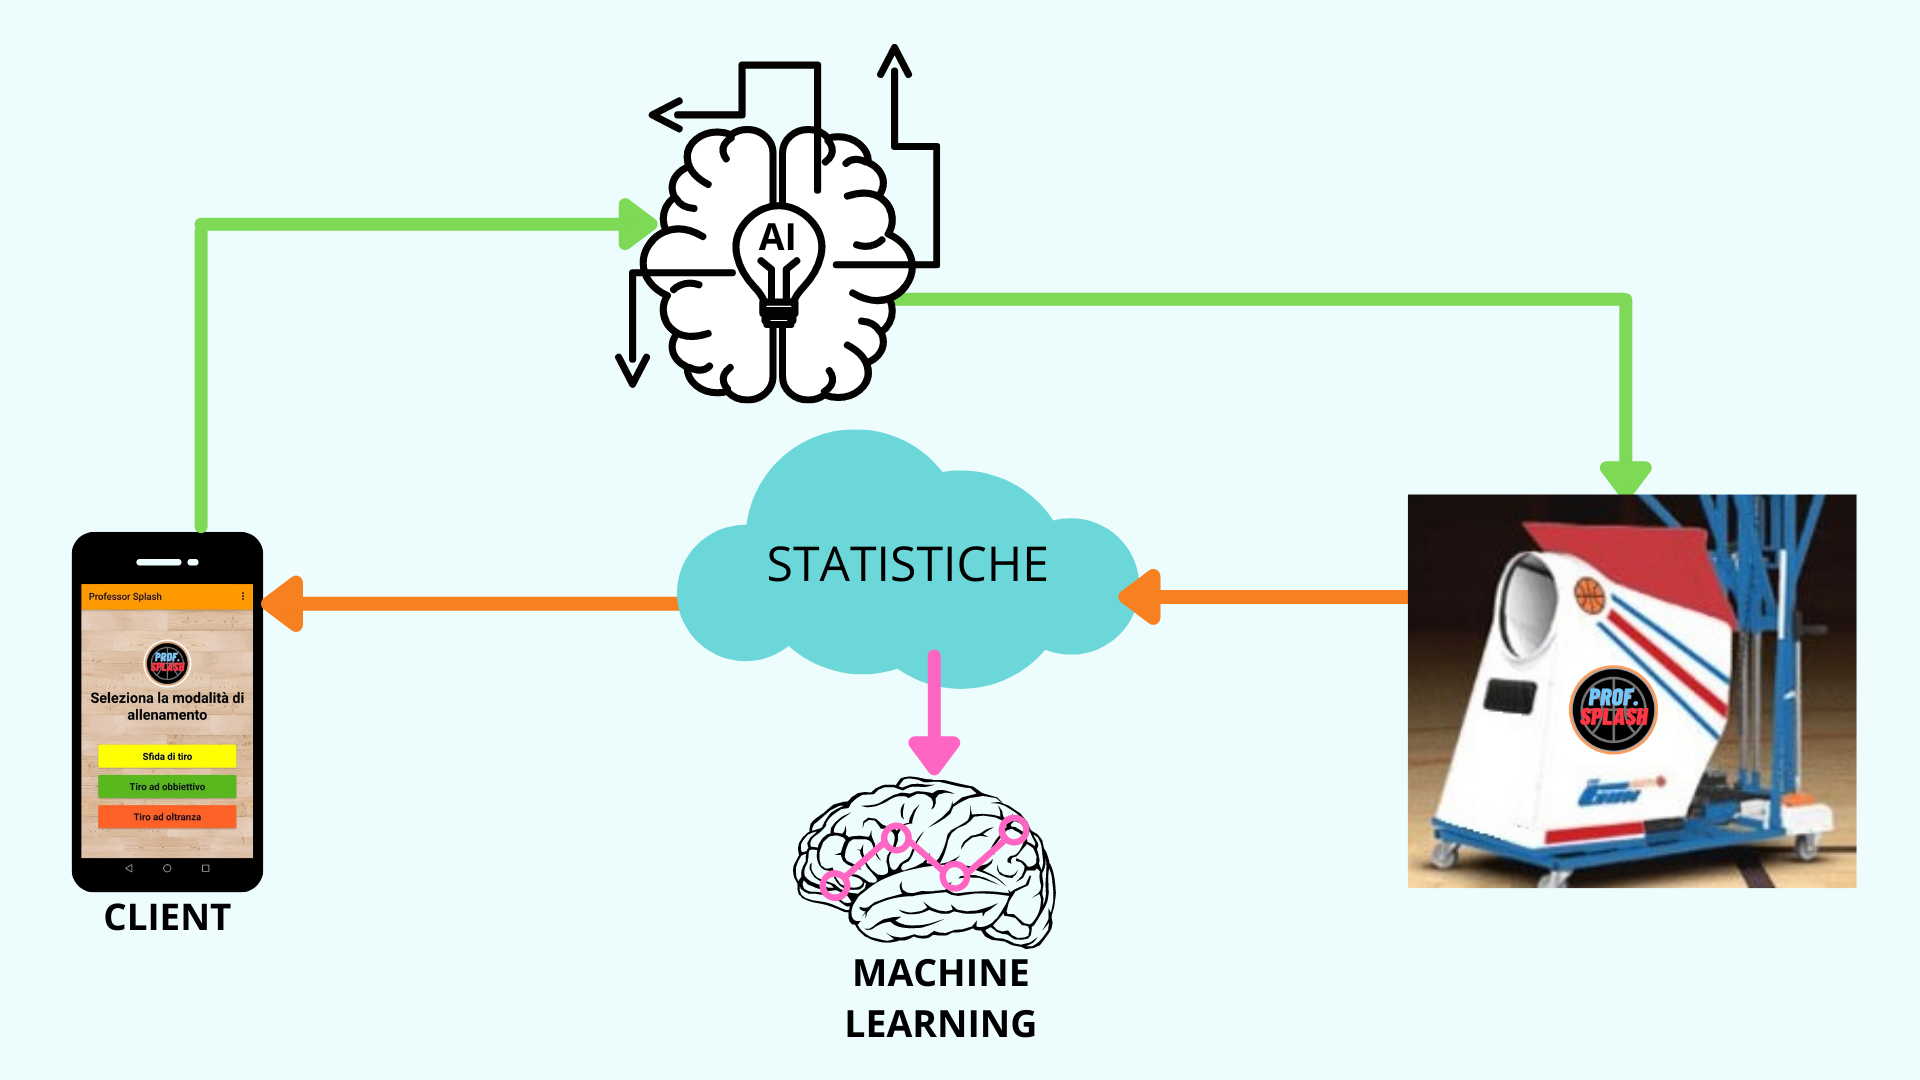 AI
STATISTICHE
Professor Splash
PROF.
SPLASH
Seleziona la modalità di
allenamento
Sfida di tiro
Tiro ad obbiettivo
Tiro ad oltranza
CLIENT
PROF.
SPLASH
MACHINE
LEARNING